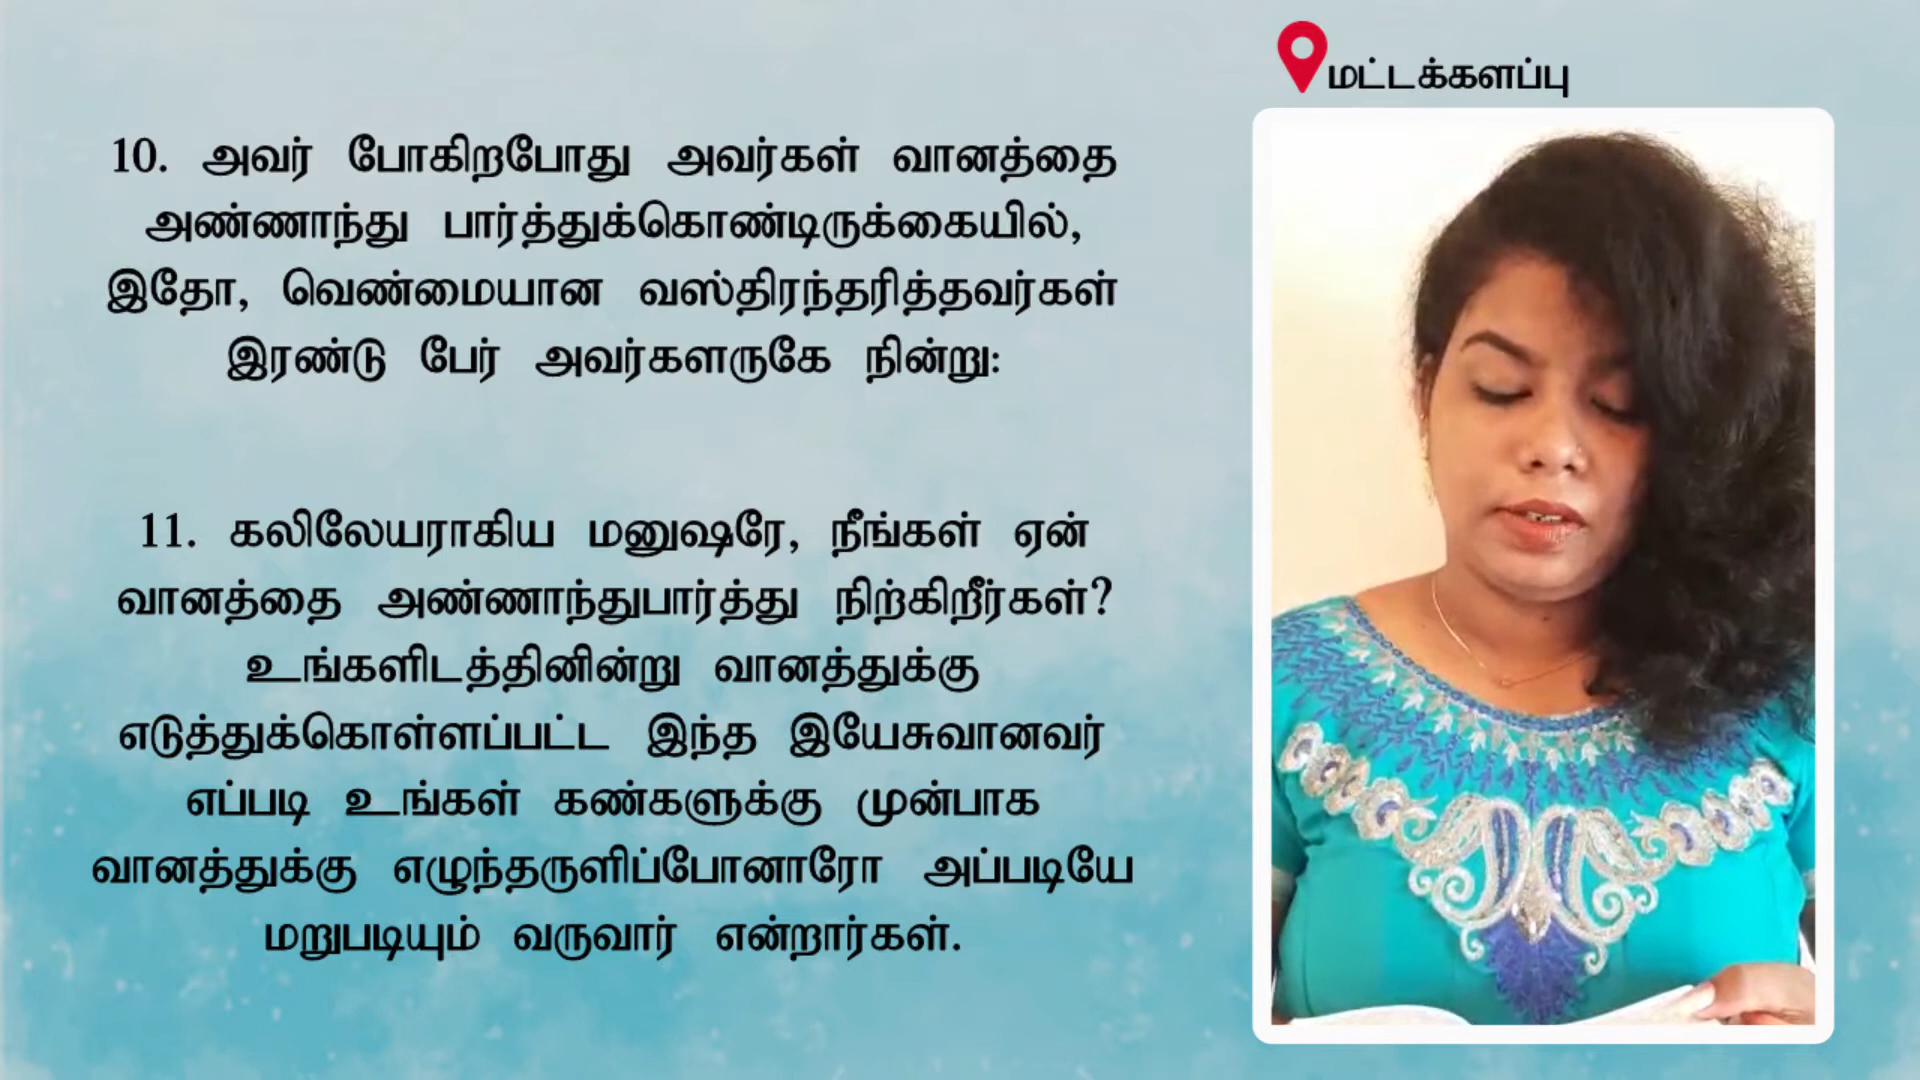 மட்டக்களப்பு
10. அவர் போகிறபோது அவர்கள் வானத்தை
அண்ணாந்து பார்த்துக்கொண்டிருக்கையில்,
இதோ, வெண்மையான வஸ்திரந்தரித்தவர்கள்
இரண்டு பேர் அவர்களருகே நின்று:
11. கலிலேயராகிய மனுஷரே, நீங்கள் ஏன்
வானத்தை அண்ணாந்துபார்த்து நிற்கிறீர்கள்?
உங்களிடத்தினின்று வானத்துக்கு
எடுத்துக்கொள்ளப்பட்ட இந்த இயேசுவானவர்
எப்படி உங்கள் கண்களுக்கு முன்பாக
வானத்துக்கு எழுந்தருளிப்போனாரோ அப்படியே
மறுபடியும் வருவார் என்றார்கள்.